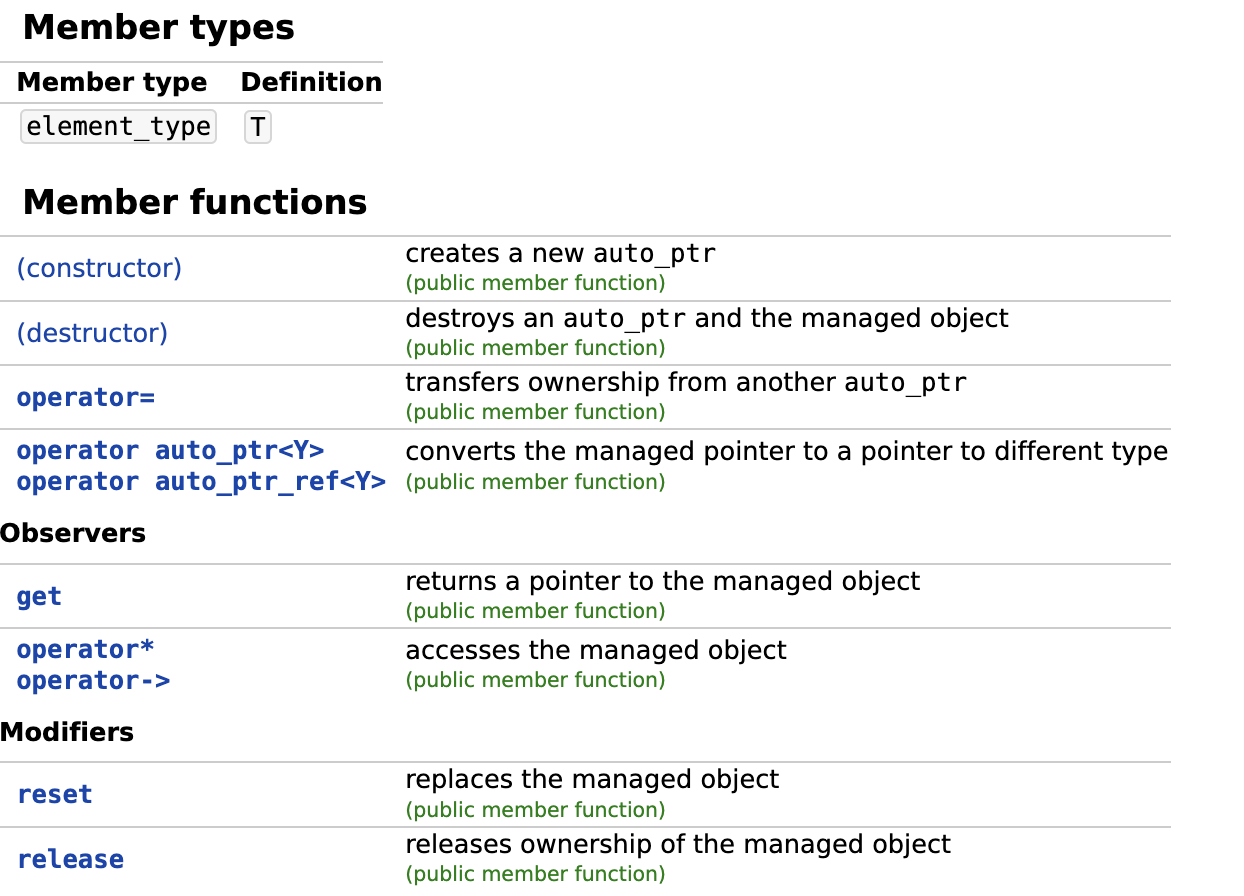 Member types
Member type Definition
element_type T
Member functions
(constructor) creates a new auto_ptr
(public member function)
(destructor) destroys an auto_ptr and the managed object
(public member function)
operator= transfers ownership from another auto_ptr
(public member function)
operator auto_ptr<Y> converts the managed pointer to a pointer to different type
operator auto_ptr_ref<Y> (public member function)
Observers
get returns a pointer to the managed object
(public member function)
operator* accesses the managed object
operator-> (public member function)
Modifiers
reset replaces the managed object
(public member function)
release releases ownership of the managed object
(public member function)